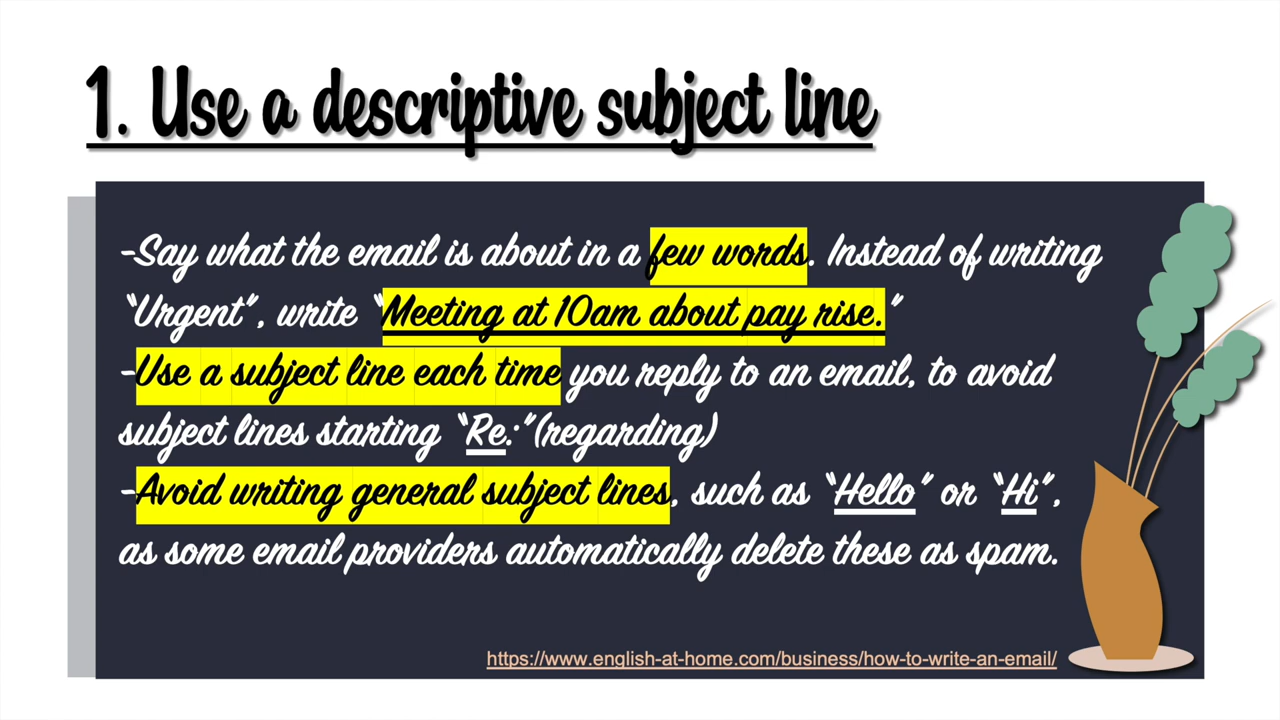 1. Use a descriptive subject line
-Say what the email is about in a few words. Instead of writing
“Urgent”, write “Meeting at 10am about pay rise.”
-Use a subject line each time you reply to an email, to avoid
subject lines starting “Re:”(regarding)
-Avoid writing general subject lines, such as “Hello” or “Hi”,
as some email providers automatically delete these as spam.
https://www.english-at-home.com/business/how-to-write-an-email/